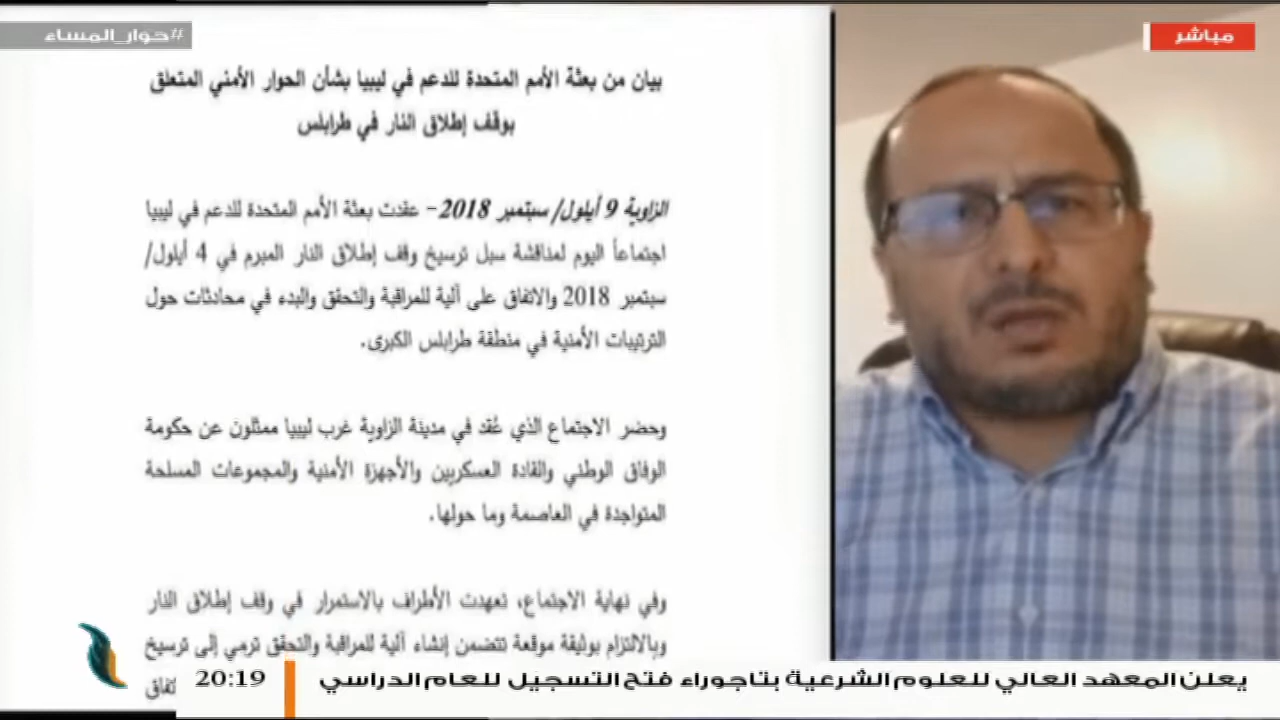 #حوار_المساء
مباشر
بيان من بعثة الأمم المتحدة للدعم في ليبيا بشأن الحوار الأمني المتعلق
بوقف إطلاق النار في طرابلس
الزاوية 9 أيلول/ سبتمبر 2018- عقدت بعثة الأمم المتحدة للدعم في ليبيا
اجتماعاً اليوم لمناقشة سبل ترسيخ وقف إطلاق النار المبرم في 4 أيلول/
سبتمبر 2018 والاتفاق على آلية للمراقبة والتحقق والبدء في محادثات حول
الترتيبات الأمنية في منطقة طرابلس الكبرى.
وحضر الاجتماع الذي عُقد في مدينة الزاوية غرب ليبيا ممثلون عن حكومة
الوفاق الوطني والقادة العسكريين والأجهزة الأمنية والمجموعات المسلحة
المتواجدة في العاصمة وما حولها.
وفي نهاية الاجتماع، تعهدت الأطراف بالاستمرار في وقف إطلاق النار
وبالالتزام بوثيقة موقعة تتضمن إنشاء آلية للمراقبة والتحقق ترمي إلى ترسيخ
يعلن المعهد العالي للعلوم الشرعية بتاجوراء فتح التسجيل للعام الدراسي
20:19